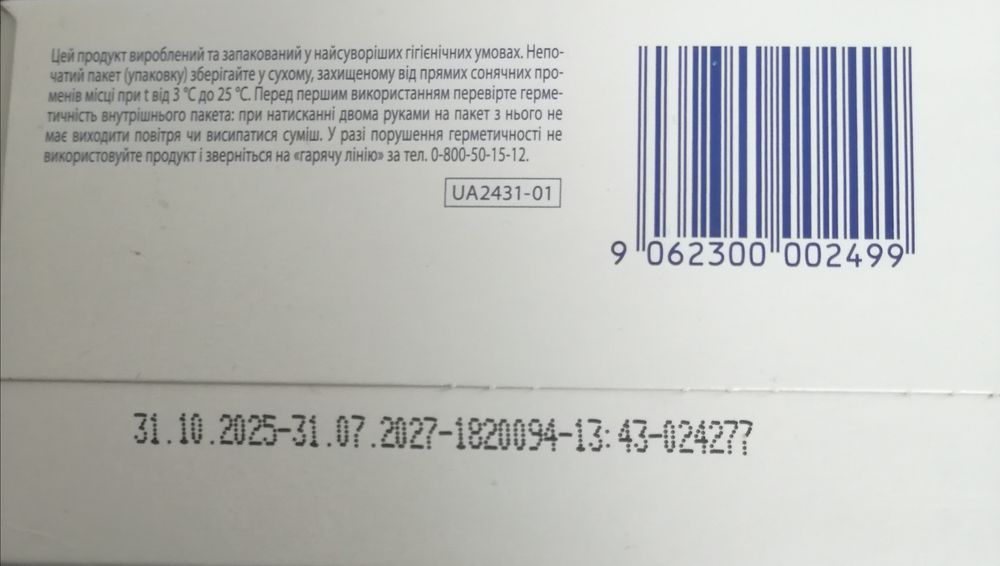 Цей продукт вироблений та запакований у найсуворіших гігієнічних умовах. Непо-
чатий пакет (упаковку) зберігайте у сухому, захищеному від прямих сонячних про-
менів місці при t від 3 °C до 25 °C. Перед першим використанням перевірте герме-
тичність внутрішнього пакета: при натисканні двома руками на пакет з нього не
має виходити повітря чи висипатися суміш. У разі порушення герметичності не
використовуйте продукт і зверніться на «гарячу лінію» за тел. 0-800-50-15-12.
UA2431-01
9 062300 002499
31.10.2025-31.07.2027-1820094-13:43-024277